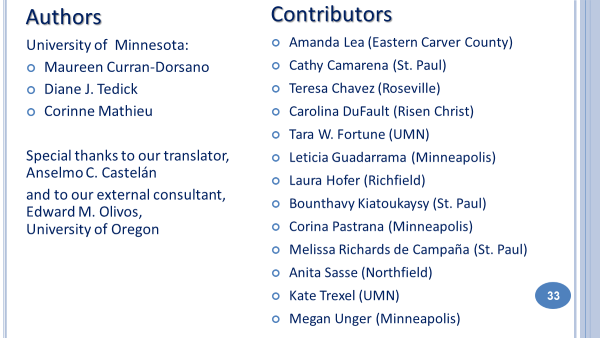 Authors
University of Minnesota:
Maureen Curran-Dorsano
Diane J. Tedick
Corinne Mathieu
Special thanks to our translator,
Anselmo C. Castelán
and to our external consultant,
Edward M. Olivos,
University of Oregon
Contributors
Amanda Lea (Eastern Carver County)
Cathy Camarena (St. Paul)
Teresa Chavez (Roseville)
Carolina DuFault (Risen Christ)
Tara W. Fortune (UMN)
Leticia Guadarrama (Minneapolis)
Laura Hofer (Richfield)
Bounthavy Kiatoukaysy (St. Paul)
Corina Pastrana (Minneapolis)
Melissa Richards de Campaña (St. Paul)
Anita Sasse (Northfield)
Kate Trexel (UMN)
Megan Unger (Minneapolis)
33